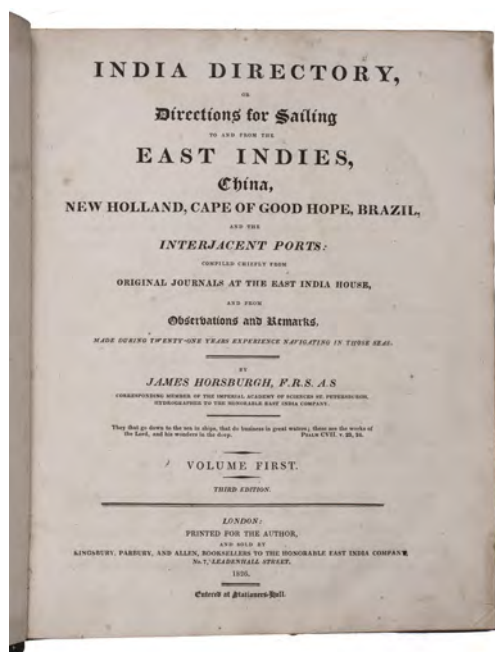 INDIA DIRECTORY,
OR
Directions for Sailing
TO AND FROM THE
EAST INDIES,
China,
NEW HOLLAND, CAPE OF GOOD HOPE, BRAZIL,
AND THE
INTERJACENT PORTS:
COMPILED CHIEFLY FROM
ORIGINAL JOURNALS AT THE EAST INDIA HOUSE,
AND FROM
Observations and Remarks,
MADE DURING TWENTY-ONE YEARS EXPERIENCE NAVIGATING IN THOSE SEAS.
BY
JAMES HORSBURGH, F.R.S. A.S
CORRESPONDING MEMBER OF THE IMPERIAL ACADEMY OF SCIENCES ST. PETERSBURGH,
HYDROGRAPHER TO THE HONORABLE EAST INDIA COMPANY.
They that go down to the sea in ships, that do business in great waters; these see the works of
the Lord, and his wonders in the deep. PSALM CVII. v. 23, 24.
VOLUME FIRST.
THIRD EDITION.
LONDON:
PRINTED FOR THE AUTHOR,
AND SOLD BY
KINGSBURY, PARBURY, AND ALLEN, BOOKSELLERS TO THE HONORABLE EAST INDIA COMPANY,
No. 7, LEADENHALL STREET.
1826.
Entered at Stationers-Hall.